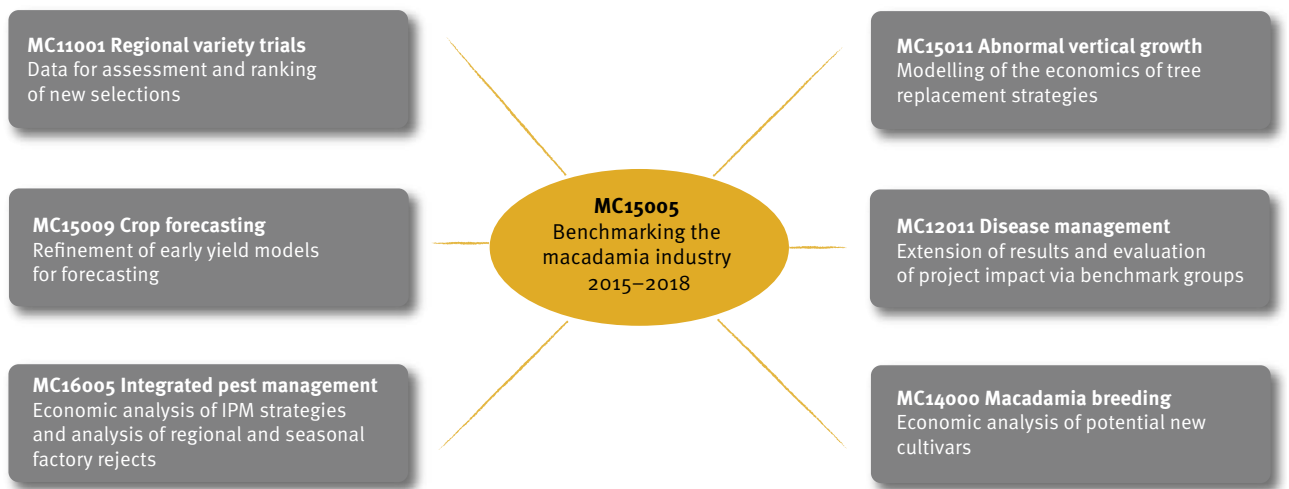 MC11001 Regional variety trials
Data for assessment and ranking
of new selections
MC15009 Crop forecasting
Refinement of early yield models
for forecasting
MC16005 Integrated pest management
Economic analysis of IPM strategies
and analysis of regional and seasonal
factory rejects
MC15005
Benchmarking the
macadamia industry
2015–2018
MC15011 Abnormal vertical growth
Modelling of the economics of tree
replacement strategies
MC12011 Disease management
Extension of results and evaluation
of project impact via benchmark groups
MC14000 Macadamia breeding
Economic analysis of potential new
cultivars